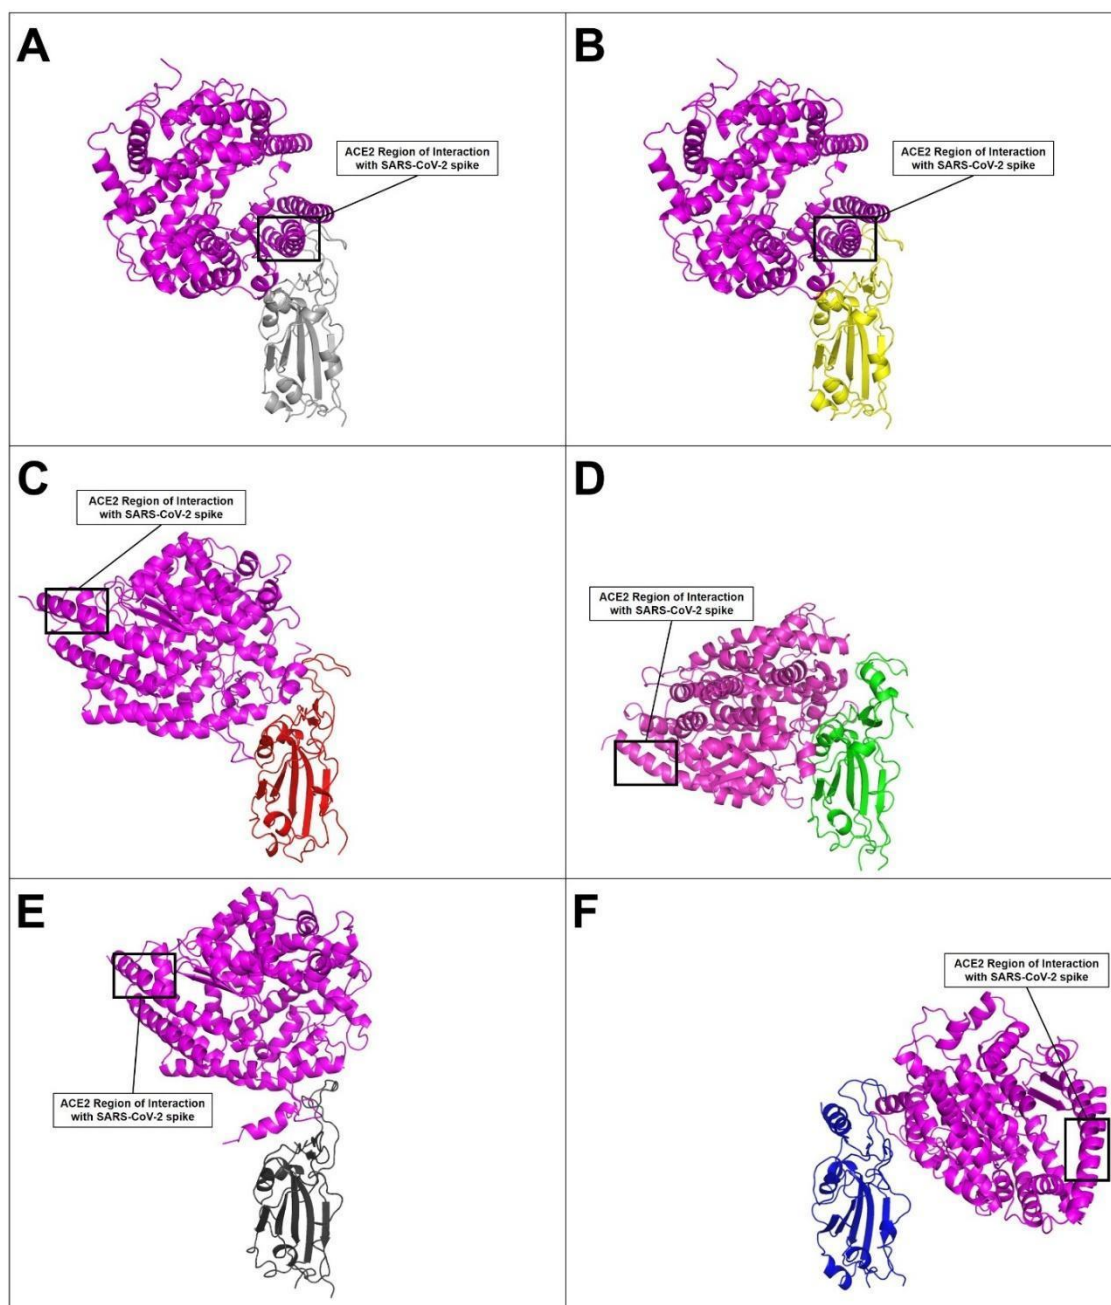 A
ACE2 Region of Interaction
with SARS-CoV-2 spike
B
ACE2 Region of Interaction
with SARS-CoV-2 spike
C
ACE2 Region of Interaction
with SARS-CoV-2 spike
D
ACE2 Region of Interaction
with SARS-CoV-2 spike
E
ACE2 Region of Interaction
with SARS-CoV-2 spike
F
ACE2 Region of Interaction
with SARS-CoV-2 spike